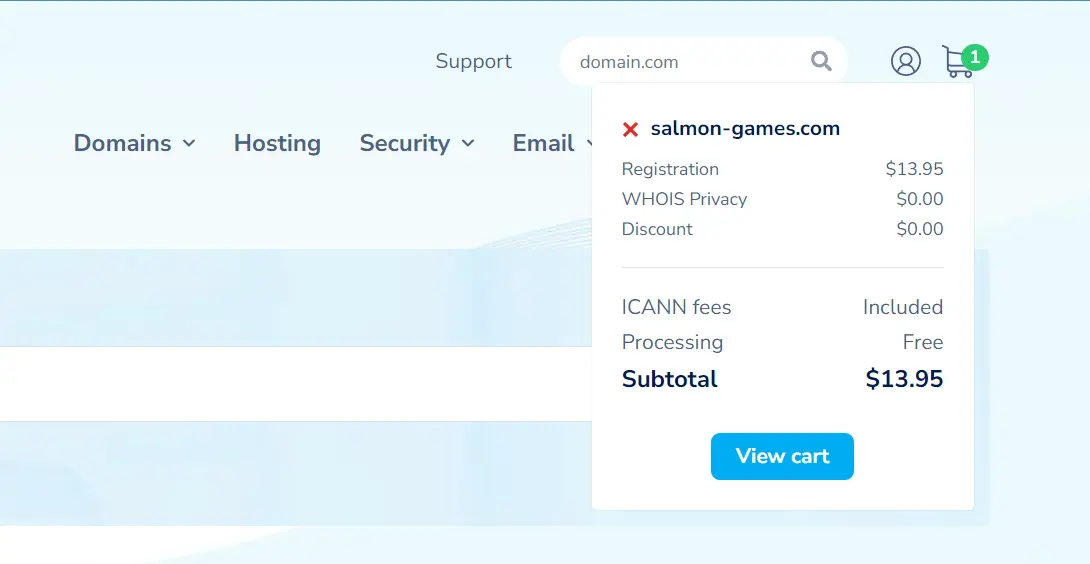 Support
domain.com
1
Domains
Hosting
Security
Email
salmon-games.com
Registration $13.95
WHOIS Privacy $0.00
Discount $0.00
ICANN fees Included
Processing Free
Subtotal $13.95
View cart